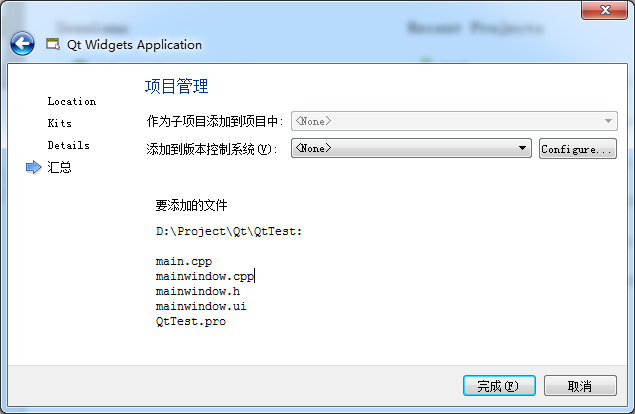 Sessions
Recent Projects
Qt Widgets Application
项目管理
Location
Kits
Details
汇总
作为子项目添加到项目中:
<None>
添加到版本控制系统(V):
<None>
Configure...
要添加的文件
D:\Project\Qt\QtTest:
main.cpp
mainwindow.cpp
mainwindow.h
mainwindow.ui
QtTest.pro
完成(F)
取消